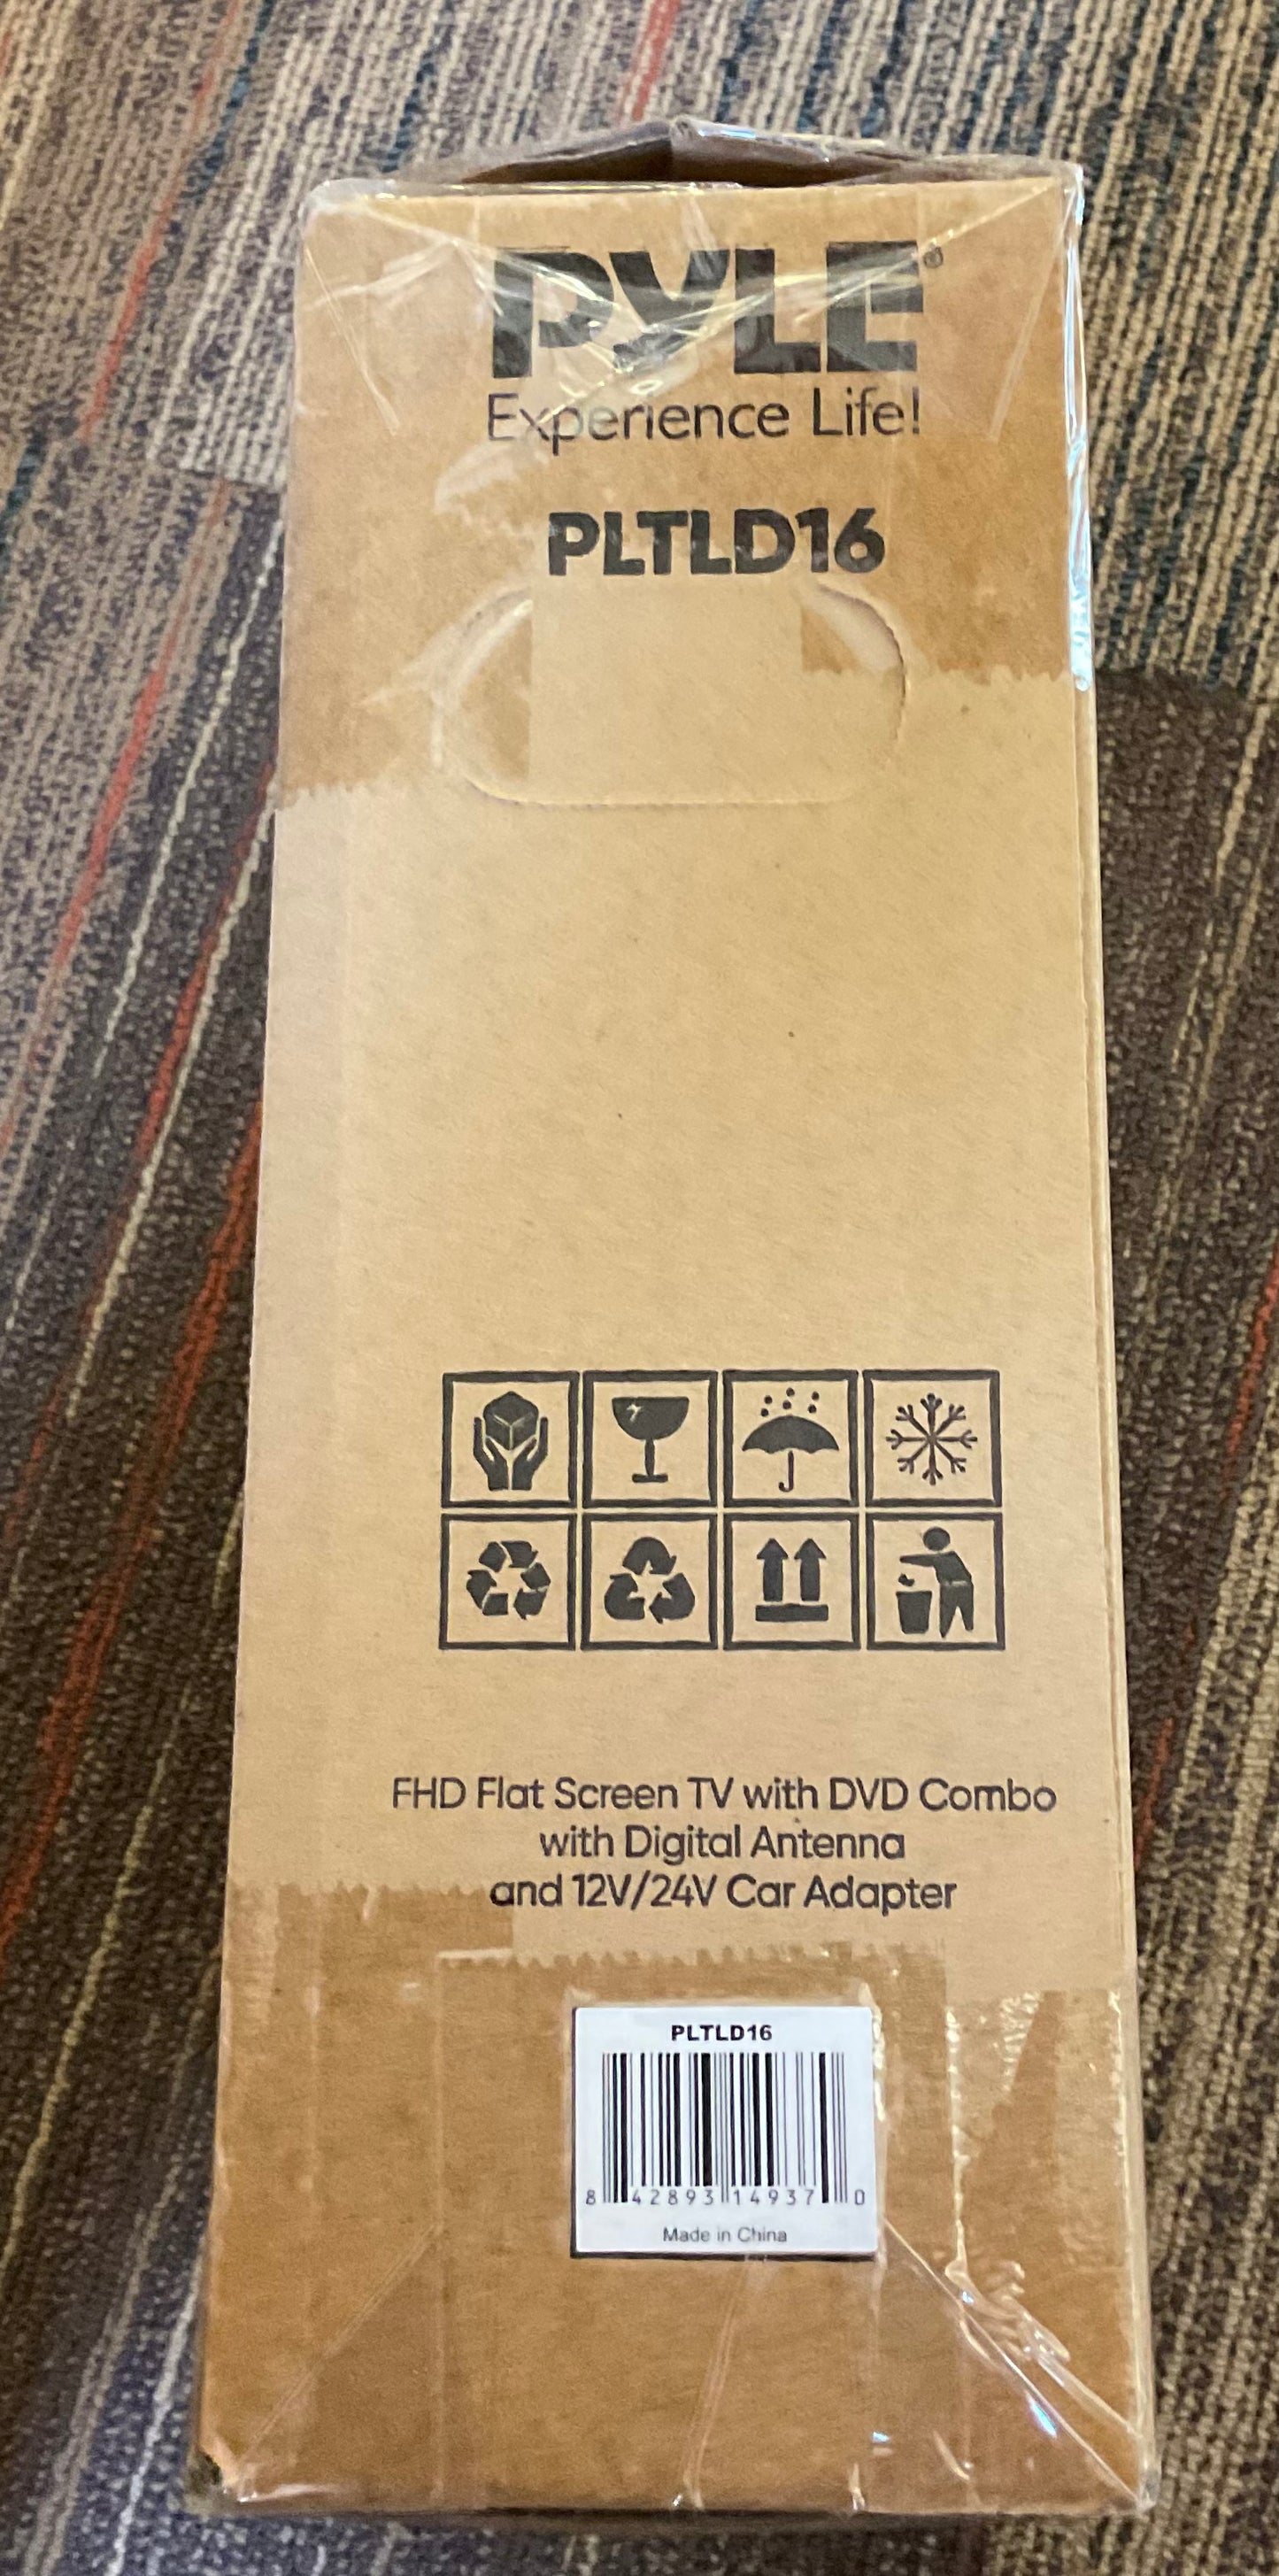 PYLE®
Experience Life!
PLTLD16
FHD Flat Screen TV with DVD Combo
with Digital Antenna
and 12V/24V Car Adapter
PLTLD16
8 42893 14937 0
Made in China